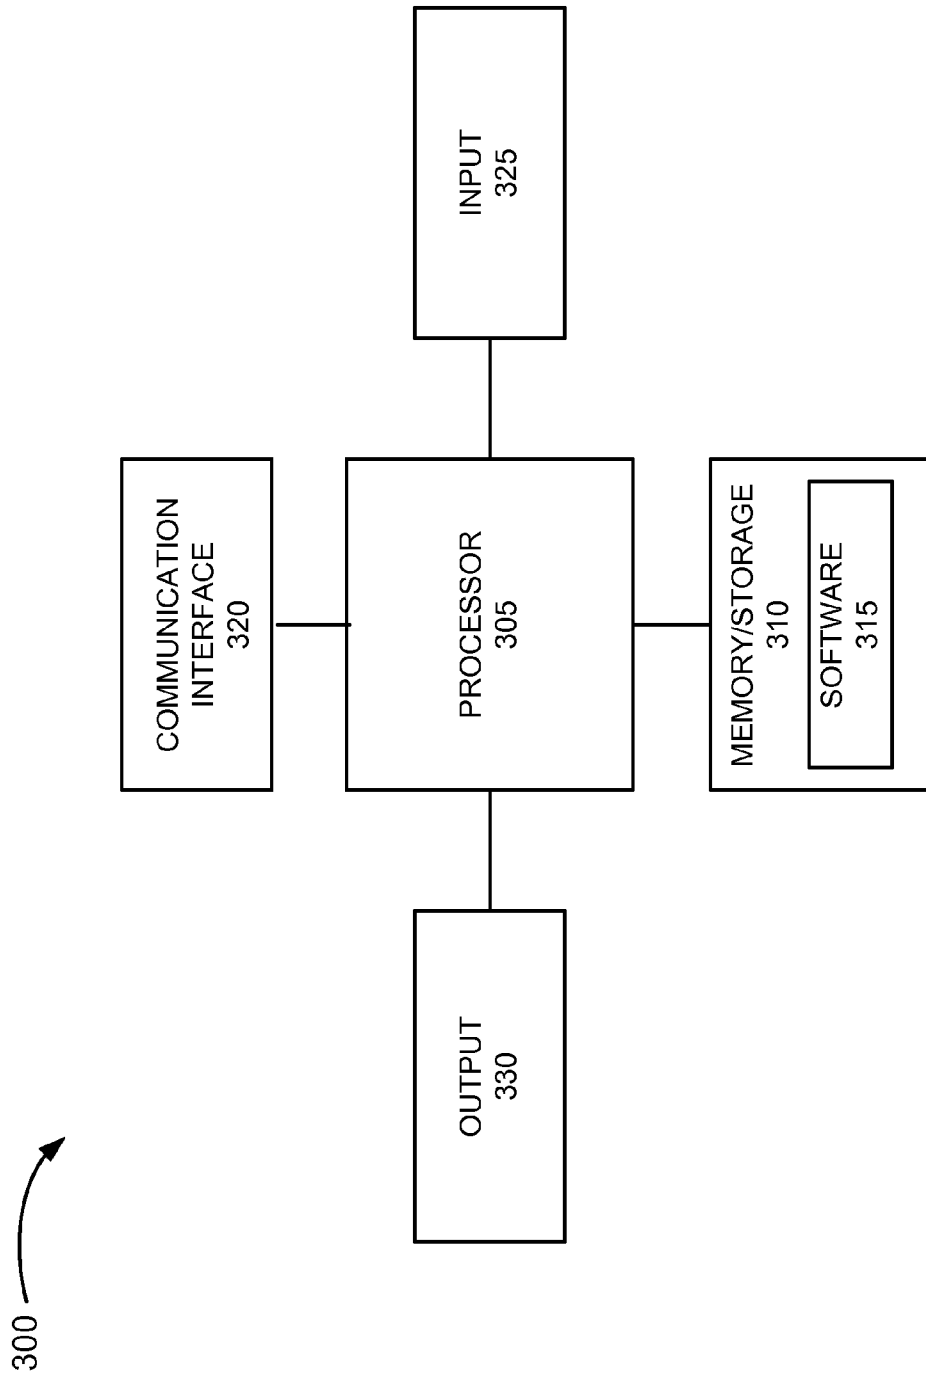 300
COMMUNICATION
INTERFACE
320
OUTPUT
330
PROCESSOR
305
INPUT
325
MEMORY/STORAGE
310
SOFTWARE
315